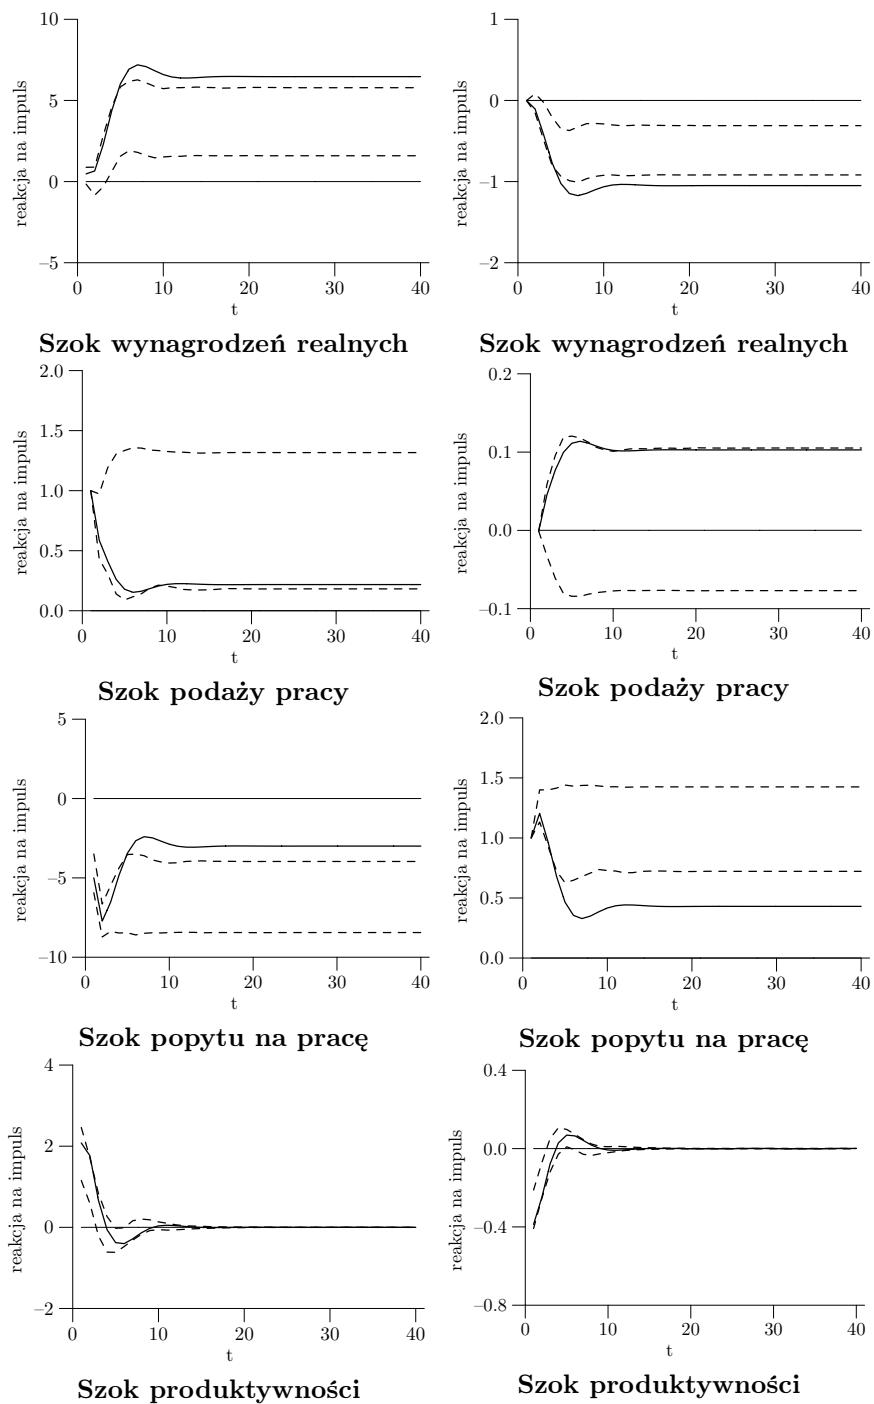 10
5
0
−5
0 10 20 30 40
t
reakcja na impuls
Szok wynagrodzeń realnych
1
0
−1
−2
0 10 20 30 40
t
reakcja na impuls
Szok wynagrodzeń realnych
2.0
1.5
1.0
0.5
0.0
0 10 20 30 40
t
reakcja na impuls
Szok podaży pracy
0.2
0.1
0.0
−0.1
0 10 20 30 40
t
reakcja na impuls
Szok podaży pracy
5
0
−5
−10
0 10 20 30 40
t
reakcja na impuls
Szok popytu na pracę
2.0
1.5
1.0
0.5
0.0
0 10 20 30 40
t
reakcja na impuls
Szok popytu na pracę
4
2
0
−2
0 10 20 30 40
t
reakcja na impuls
Szok produktywności
0.4
0.0
−0.4
−0.8
0 10 20 30 40
t
reakcja na impuls
Szok produktywności